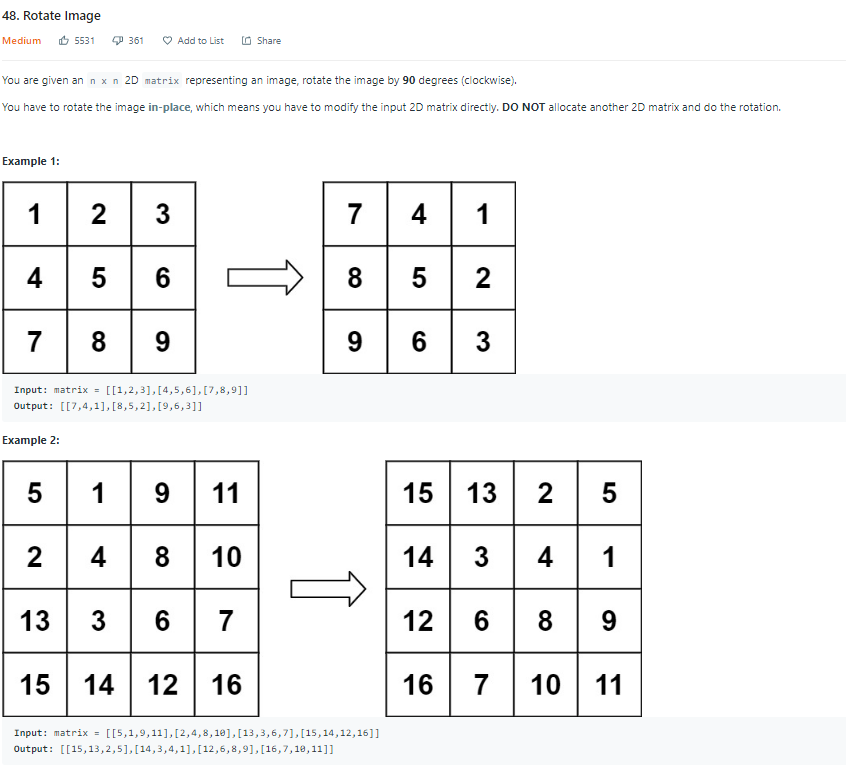 48. Rotate Image
Medium 5531 361 Add to List Share
You are given an n x n 2D matrix representing an image, rotate the image by 90 degrees (clockwise).
You have to rotate the image in-place, which means you have to modify the input 2D matrix directly. DO NOT allocate another 2D matrix and do the rotation.
Example 1:
1 2 3 7 4 1
4 5 6 8 5 2
7 8 9 9 6 3
Input: matrix = [[1,2,3],[4,5,6],[7,8,9]]
Output: [[7,4,1],[8,5,2],[9,6,3]]
Example 2:
5 1 9 11 15 13 2 5
2 4 8 10 14 3 4 1
13 3 6 7 12 6 8 9
15 14 12 16 16 7 10 11
Input: matrix = [[5,1,9,11],[2,4,8,10],[13,3,6,7],[15,14,12,16]]
Output: [[15,13,2,5],[14,3,4,1],[12,6,8,9],[16,7,10,11]]